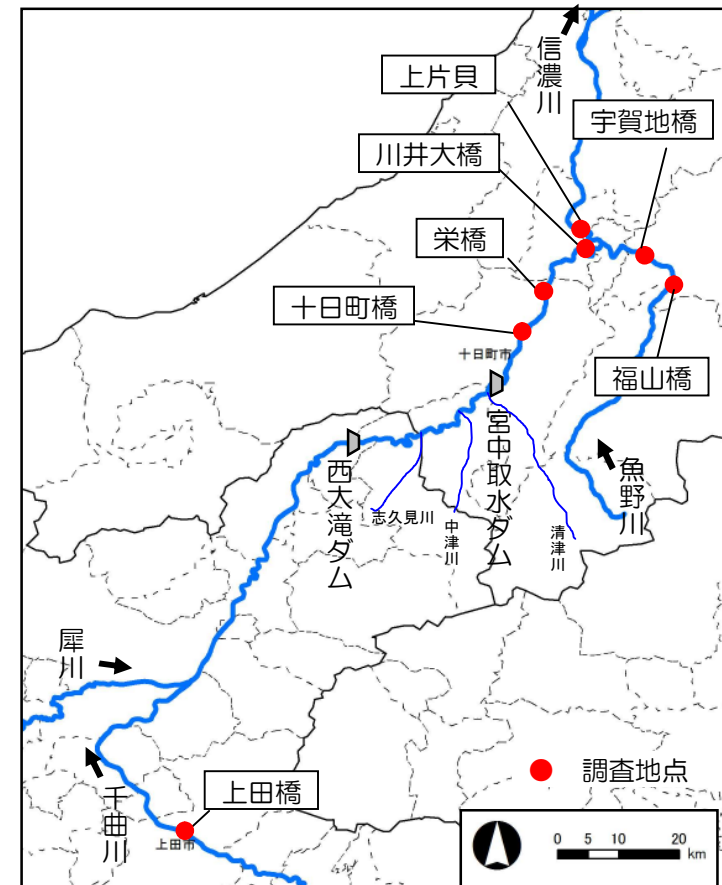 信濃川
上片貝
宇賀地橋
川井大橋
栄橋
十日町橋
十日町市
福山橋
宮中取水ダム
西大滝ダム
志久見川
中津川
清津川
魚野川
犀川
千曲川
上田橋
上田市
調査地点
0 5 10 20
km